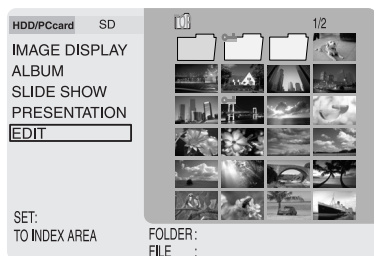 HDD/PCcard SD
1/2
IMAGE DISPLAY
ALBUM
SLIDE SHOW
PRESENTATION
EDIT
SET:
TO INDEX AREA
FOLDER :
FILE :